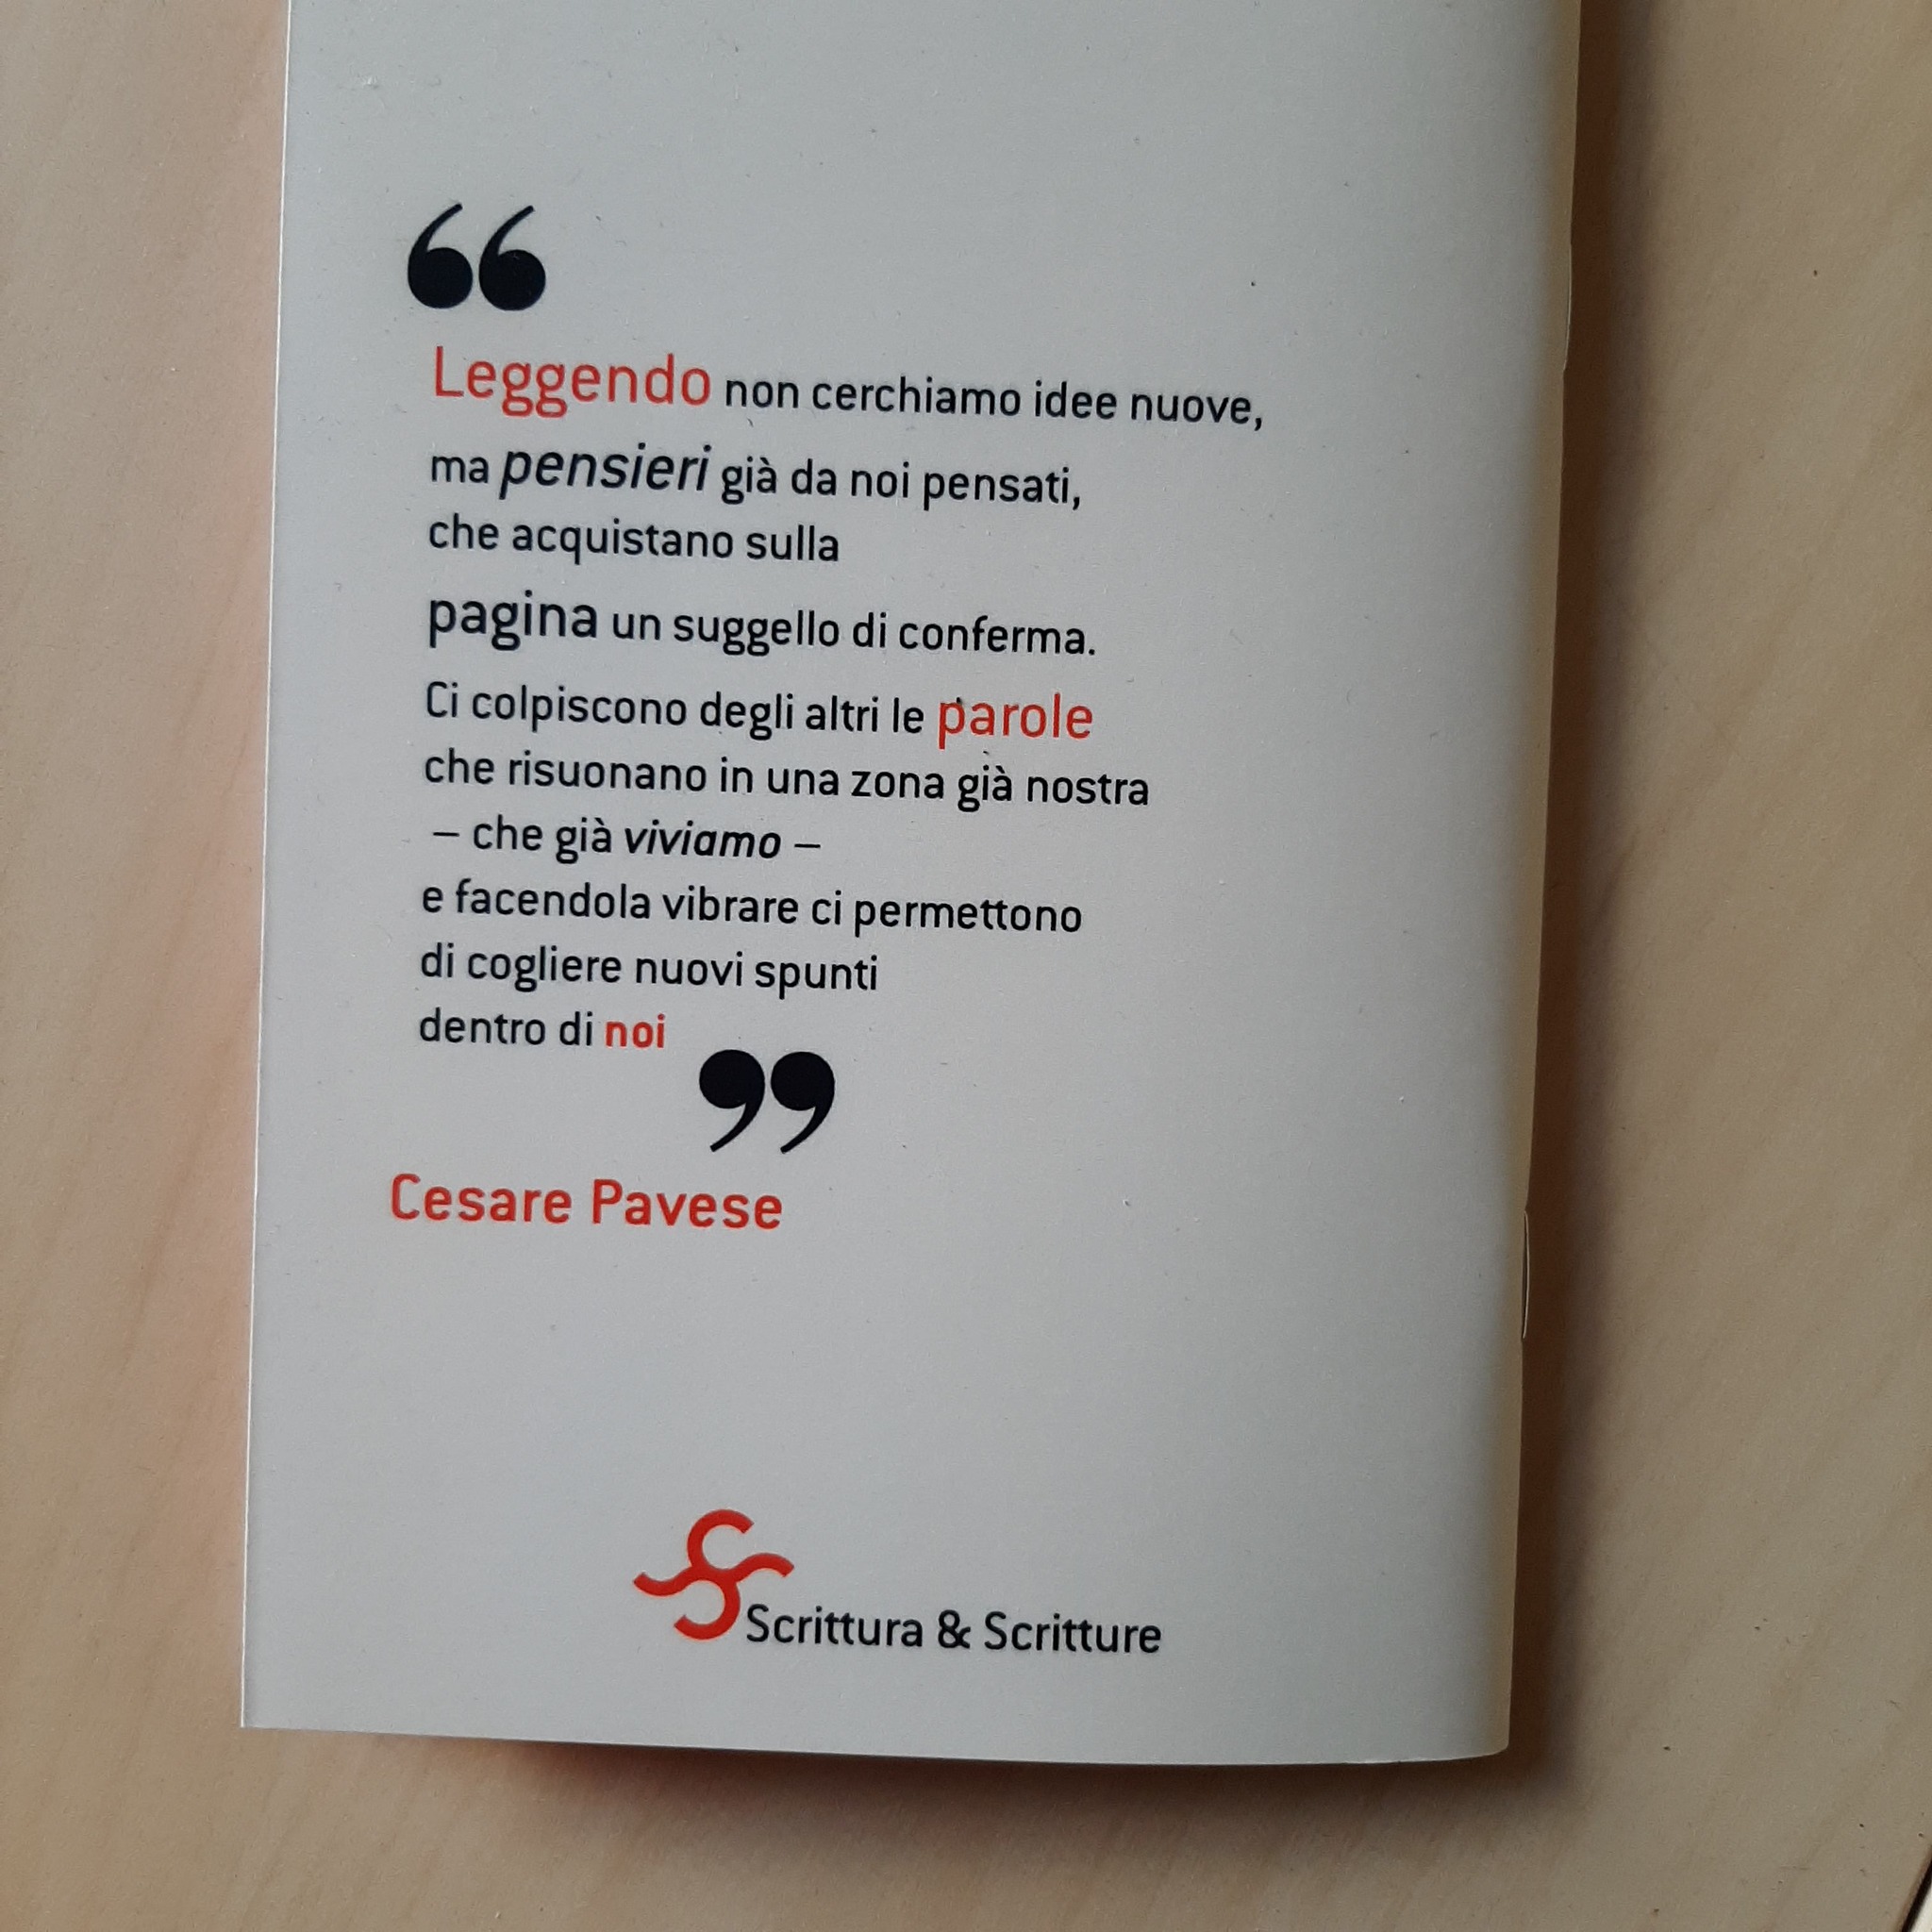 “
Leggendo non cerchiamo idee nuove,
ma pensieri già da noi pensati,
che acquistano sulla
pagina un suggello di conferma.
Ci colpiscono degli altri le parole
che risuonano in una zona già nostra
– che già viviamo –
e facendola vibrare ci permettono
di cogliere nuovi spunti
dentro di noi
”
Cesare Pavese
Scrittura & Scritture